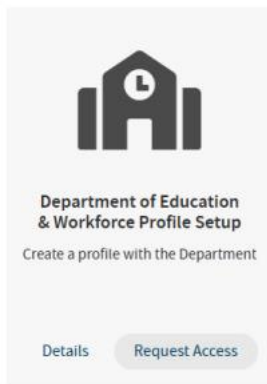 Department of Education
& Workforce Profile Setup
Create a profile with the Department
Details Request Access